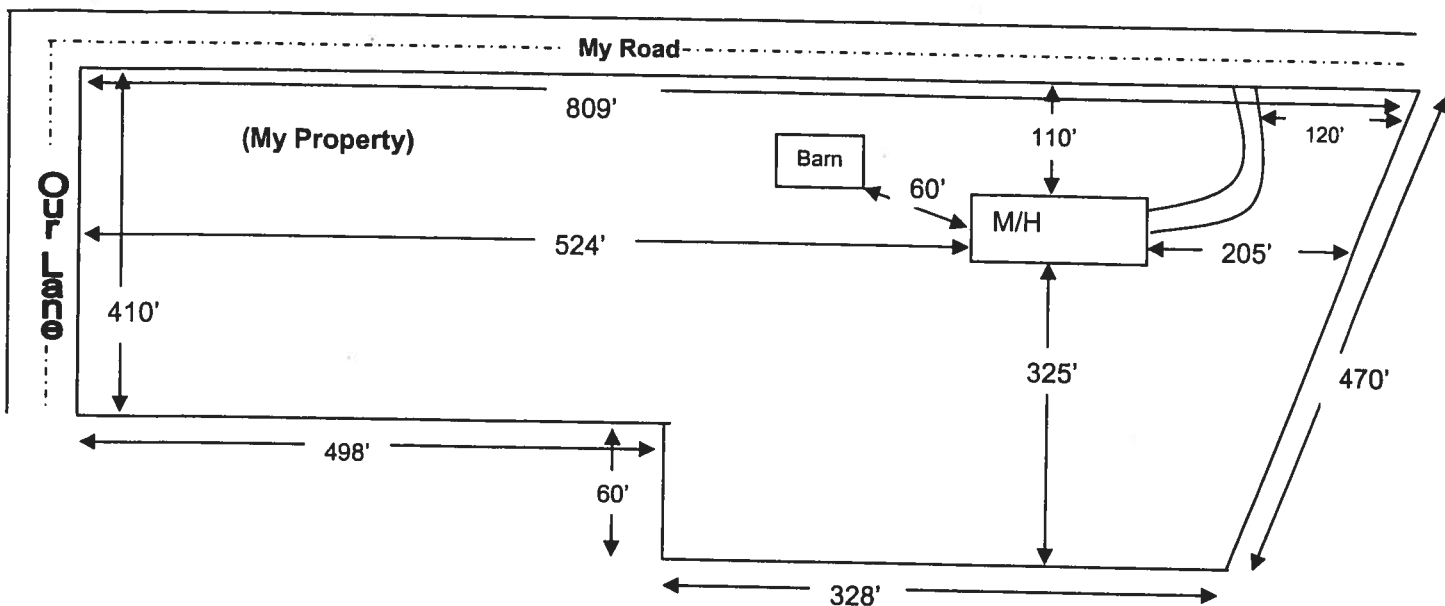 My Road
809'
(My Property)
110'
120'
Barn
60'
M/H
Our Lane
524'
205'
410'
325'
470'
498'
60'
328'